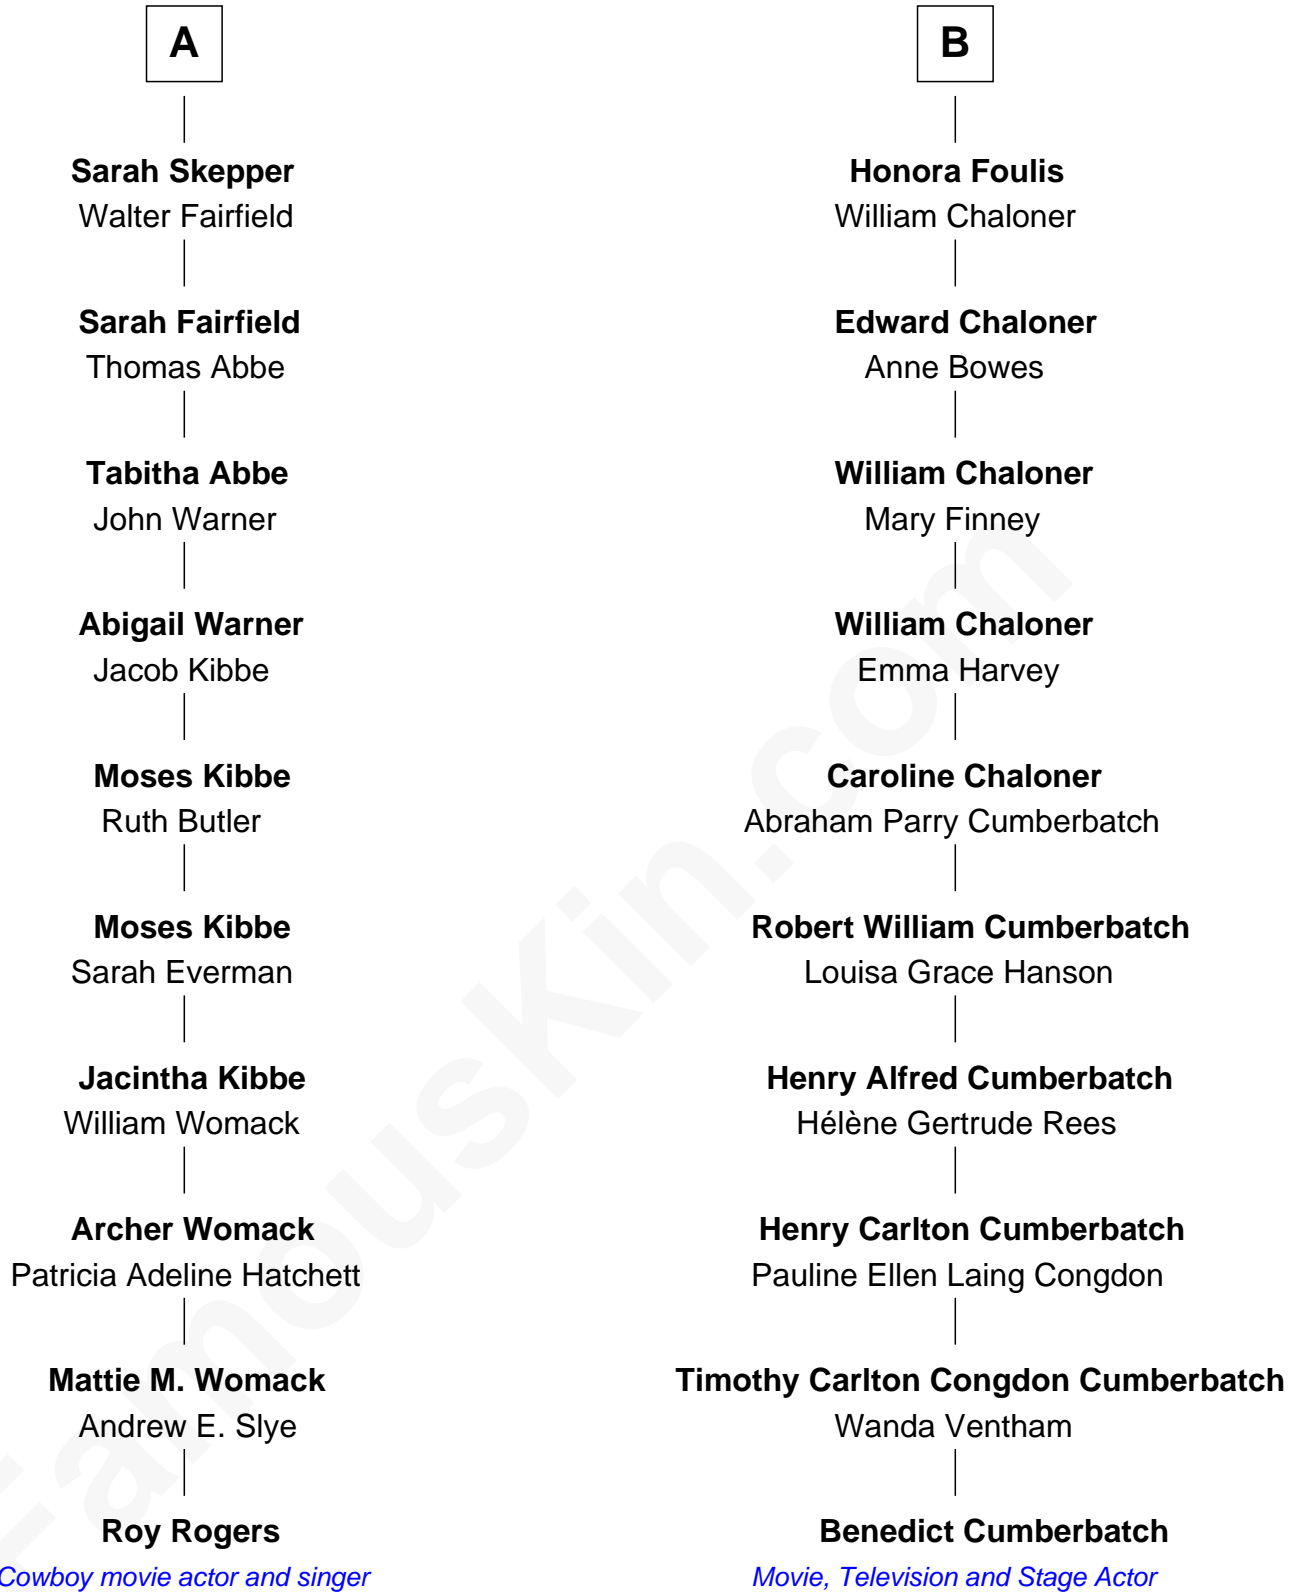 A
Sarah Skepper
Walter Fairfield
Sarah Fairfield
Thomas Abbe
Tabitha Abbe
John Warner
Abigail Warner
Jacob Kibbe
Moses Kibbe
Ruth Butler
Moses Kibbe
Sarah Everman
Jacintha Kibbe
William Womack
Archer Womack
Patricia Adeline Hatchett
Mattie M. Womack
Andrew E. Slye
Roy Rogers
Cowboy movie actor and singer
B
Honora Foulis
William Chaloner
Edward Chaloner
Anne Bowes
William Chaloner
Mary Finney
William Chaloner
Emma Harvey
Caroline Chaloner
Abraham Parry Cumberbatch
Robert William Cumberbatch
Louisa Grace Hanson
Henry Alfred Cumberbatch
Hélène Gertrude Rees
Henry Carlton Cumberbatch
Pauline Ellen Laing Congdon
Timothy Carlton Congdon Cumberbatch
Wanda Ventham
Benedict Cumberbatch
Movie, Television and Stage Actor
FamousKin.com